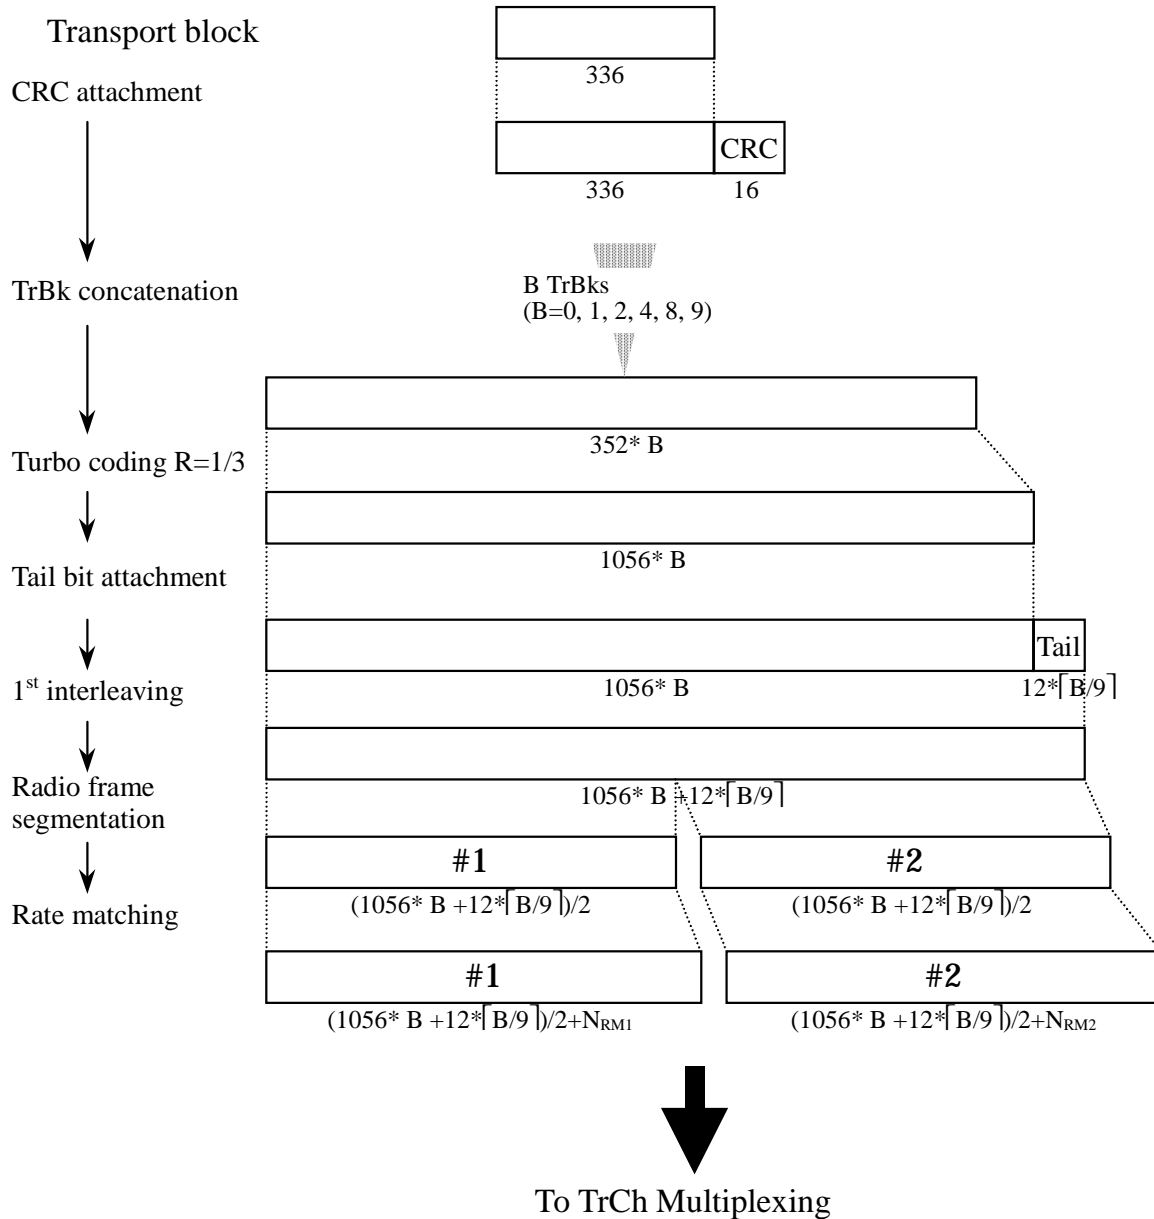 Transport block
336
CRC attachment
CRC
336 16
TrBk concatenation
B TrBks
(B=0, 1, 2, 4, 8, 9)
352* B
Turbo coding R=1/3
1056* B
Tail bit attachment
Tail
1056* B 12*⌈B/9⌉
1st interleaving
1056* B +12*⌈B/9⌉
Radio frame
segmentation
#1 #2
(1056* B +12*⌈B/9⌉)/2 (1056* B +12*⌈B/9⌉)/2
Rate matching
#1 #2
(1056* B +12*⌈B/9⌉)/2+NRM1 (1056* B +12*⌈B/9⌉)/2+NRM2
To TrCh Multiplexing